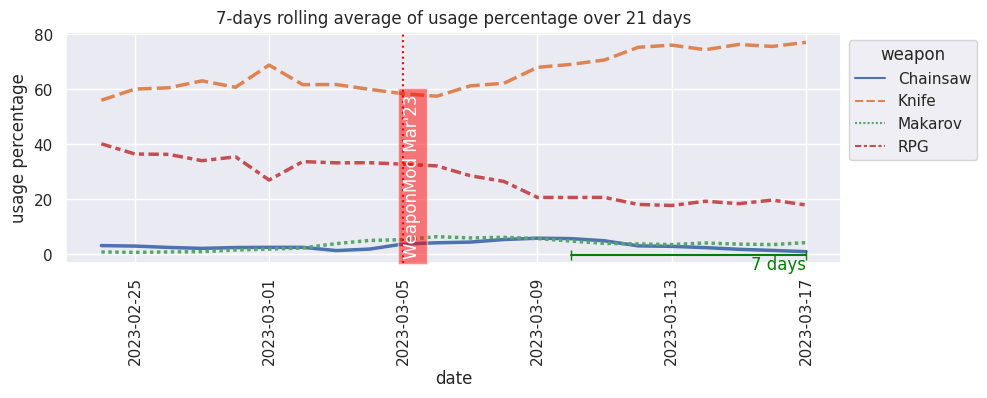 7-days rolling average of usage percentage over 21 days
usage percentage
80
60
40
20
0
WeaponMod Mar'23
7 days
2023-02-25
2023-03-01
2023-03-05
2023-03-09
2023-03-13
2023-03-17
date
weapon
Chainsaw
Knife
Makarov
RPG